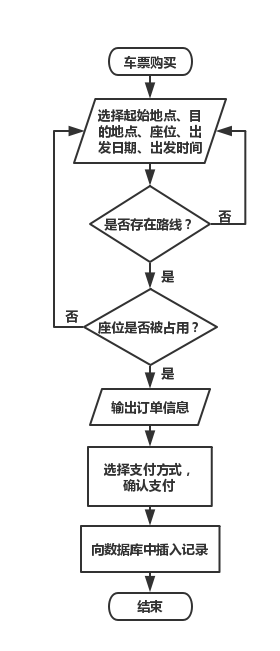 车票购买
选择起始地点、目
的地点、座位、出
发日期、出发时间
是否存在路线？
否
是
座位是否被占用？
否
是
输出订单信息
选择支付方式，
确认支付
向数据库中插入记录
结束